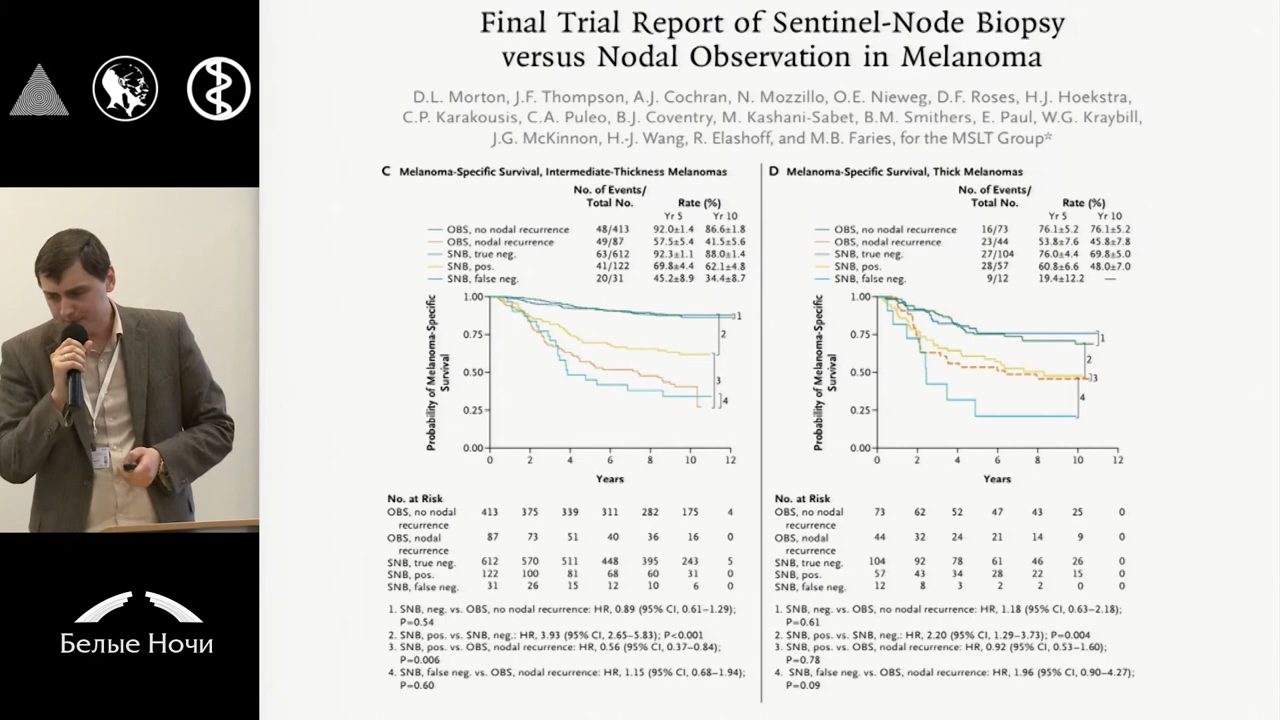 Final Trial Report of Sentinel-Node Biopsy
versus Nodal Observation in Melanoma
D.L. Morton, J.F. Thompson, A.J. Cochran, N. Mozzillo, O.E. Nieweg, D.F. Roses, H.J. Hoekstra,
C.P. Karakousis, C.A. Puleo, B.J. Coventry, M. Kashani-Sabet, B.M. Smithers, E. Paul, W.G. Kraybill,
J.G. McKinnon, H.-J. Wang, R. Elashoff, and M.B. Faries, for the MSLT Group☆
C Melanoma-Specific Survival, Intermediate-Thickness Melanomas
No. of Events/
Total No. Rate (%)
Yr 5 Yr 10
OBS, no nodal recurrence 48/413 92.0±1.4 86.6±1.8
OBS, nodal recurrence 49/87 57.5±5.4 41.5±5.6
SNB, true neg. 63/612 92.3±1.1 88.0±1.4
SNB, pos. 41/122 69.8±4.4 62.1±4.8
SNB, false neg. 20/31 45.2±8.9 34.4±8.7
Probability of Melanoma-Specific
Survival
1.00
0.75
0.50
0.25
0.00
1
2
3
4
0 2 4 6 8 10 12
Years
No. at Risk
OBS, no nodal 413 375 339 311 282 175 4
recurrence
OBS, nodal 87 73 51 40 36 16 0
recurrence
SNB, true neg. 612 570 511 448 395 243 5
SNB, pos. 122 100 81 68 60 31 0
SNB, false neg. 31 26 15 12 10 6 0
1. SNB, neg. vs. OBS, no nodal recurrence: HR, 0.89 (95% CI, 0.61–1.29);
P=0.54
2. SNB, pos. vs. SNB, neg.: HR, 3.93 (95% CI, 2.65–5.83); P<0.001
3. SNB, pos. vs. OBS, nodal recurrence: HR, 0.56 (95% CI, 0.37–0.84);
P=0.006
4. SNB, false neg. vs. OBS, nodal recurrence: HR, 1.15 (95% CI, 0.68–1.94);
P=0.60
D Melanoma-Specific Survival, Thick Melanomas
No. of Events/
Total No. Rate (%)
Yr 5 Yr 10
OBS, no nodal recurrence 16/73 76.1±5.2 76.1±5.2
OBS, nodal recurrence 23/44 53.8±7.6 45.8±7.8
SNB, true neg. 27/104 76.0±4.4 69.8±5.0
SNB, pos. 28/57 60.8±6.6 48.0±7.0
SNB, false neg. 9/12 19.4±12.2 —
Probability of Melanoma-Specific
Survival
1.00
0.75
0.50
0.25
0.00
1
2
3
4
0 2 4 6 8 10 12
Years
No. at Risk
OBS, no nodal 73 62 52 47 43 25 0
recurrence
OBS, nodal 44 32 24 21 14 9 0
recurrence
SNB, true neg. 104 92 78 61 46 26 0
SNB, pos. 57 43 34 28 22 15 0
SNB, false neg. 12 8 3 2 2 0 0
1. SNB, neg. vs. OBS, no nodal recurrence: HR, 1.18 (95% CI, 0.63–2.18);
P=0.61
2. SNB, pos. vs. SNB, neg.: HR, 2.20 (95% CI, 1.29–3.73); P=0.004
3. SNB, pos. vs. OBS, nodal recurrence: HR, 0.92 (95% CI, 0.53–1.60);
P=0.78
4. SNB, false neg. vs. OBS, nodal recurrence: HR, 1.96 (95% CI, 0.90–4.27);
P=0.09
Белые Ночи